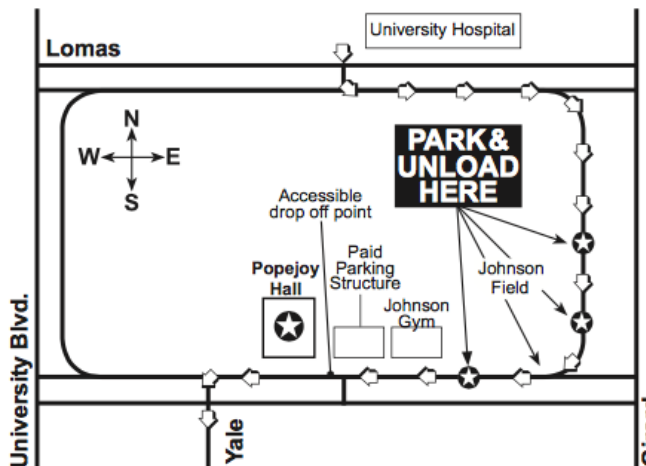 University Hospital
Lomas
N
W E
S
PARK &
UNLOAD
HERE
Accessible
drop off point
Paid
Parking
Structure
Popejoy
Hall
Johnson
Gym
Johnson
Field
University Blvd.
Yale